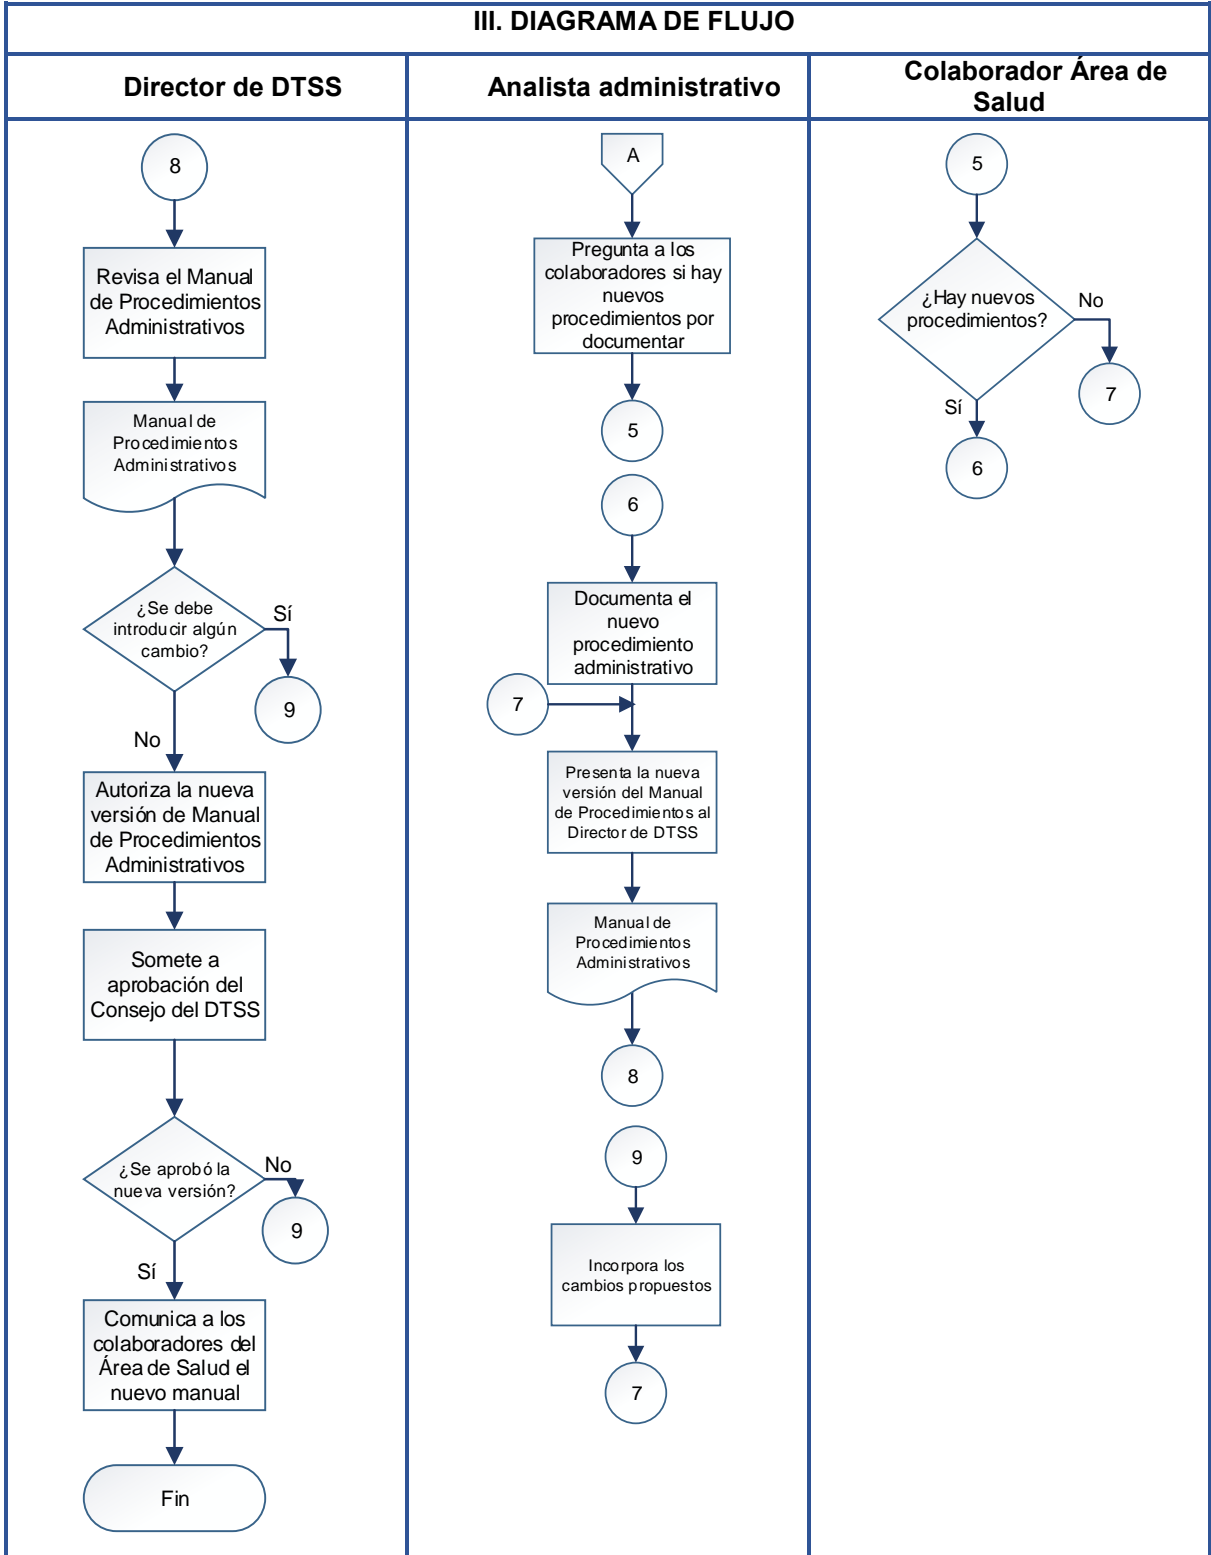 III. DIAGRAMA DE FLUJO
Director de DTSS
Analista administrativo
Colaborador Área de
Salud
8
Revisa el Manual
de Procedimientos
Administrativos
Manual de
Procedimientos
Administrativos
¿Se debe
introducir algún
cambio?
Sí
9
No
Autoriza la nueva
versión de Manual
de Procedimientos
Administrativos
Somete a
aprobación del
Consejo del DTSS
¿Se aprobó la
nueva versión?
No
9
Sí
Comunica a los
colaboradores del
Área de Salud el
nuevo manual
Fin
A
Pregunta a los
colaboradores si hay
nuevos
procedimientos por
documentar
5
6
Documenta el
nuevo
procedimiento
administrativo
7
Presenta la nueva
versión del Manual
de Procedimientos al
Director de DTSS
Manual de
Procedimientos
Administrativos
8
9
Incorpora los
cambios propuestos
7
5
¿Hay nuevos
procedimientos?
No
7
Sí
6